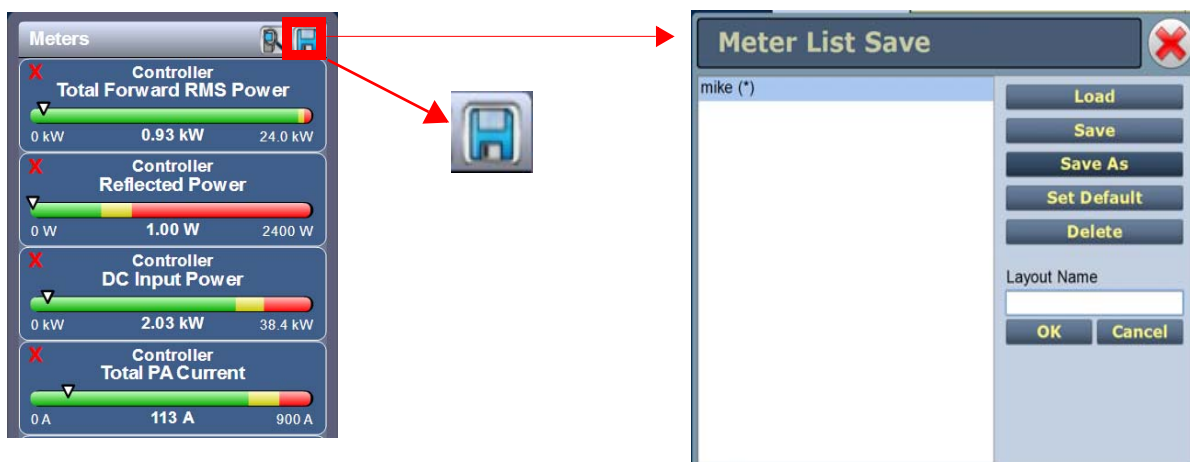 Meters
X
Controller
Total Forward RMS Power
0 kW 0.93 kW 24.0 kW
X
Controller
Reflected Power
0 W 1.00 W 2400 W
X
Controller
DC Input Power
0 kW 2.03 kW 38.4 kW
X
Controller
Total PA Current
0 A 113 A 900 A
Meter List Save
mike (*)
Load
Save
Save As
Set Default
Delete
Layout Name
OK Cancel